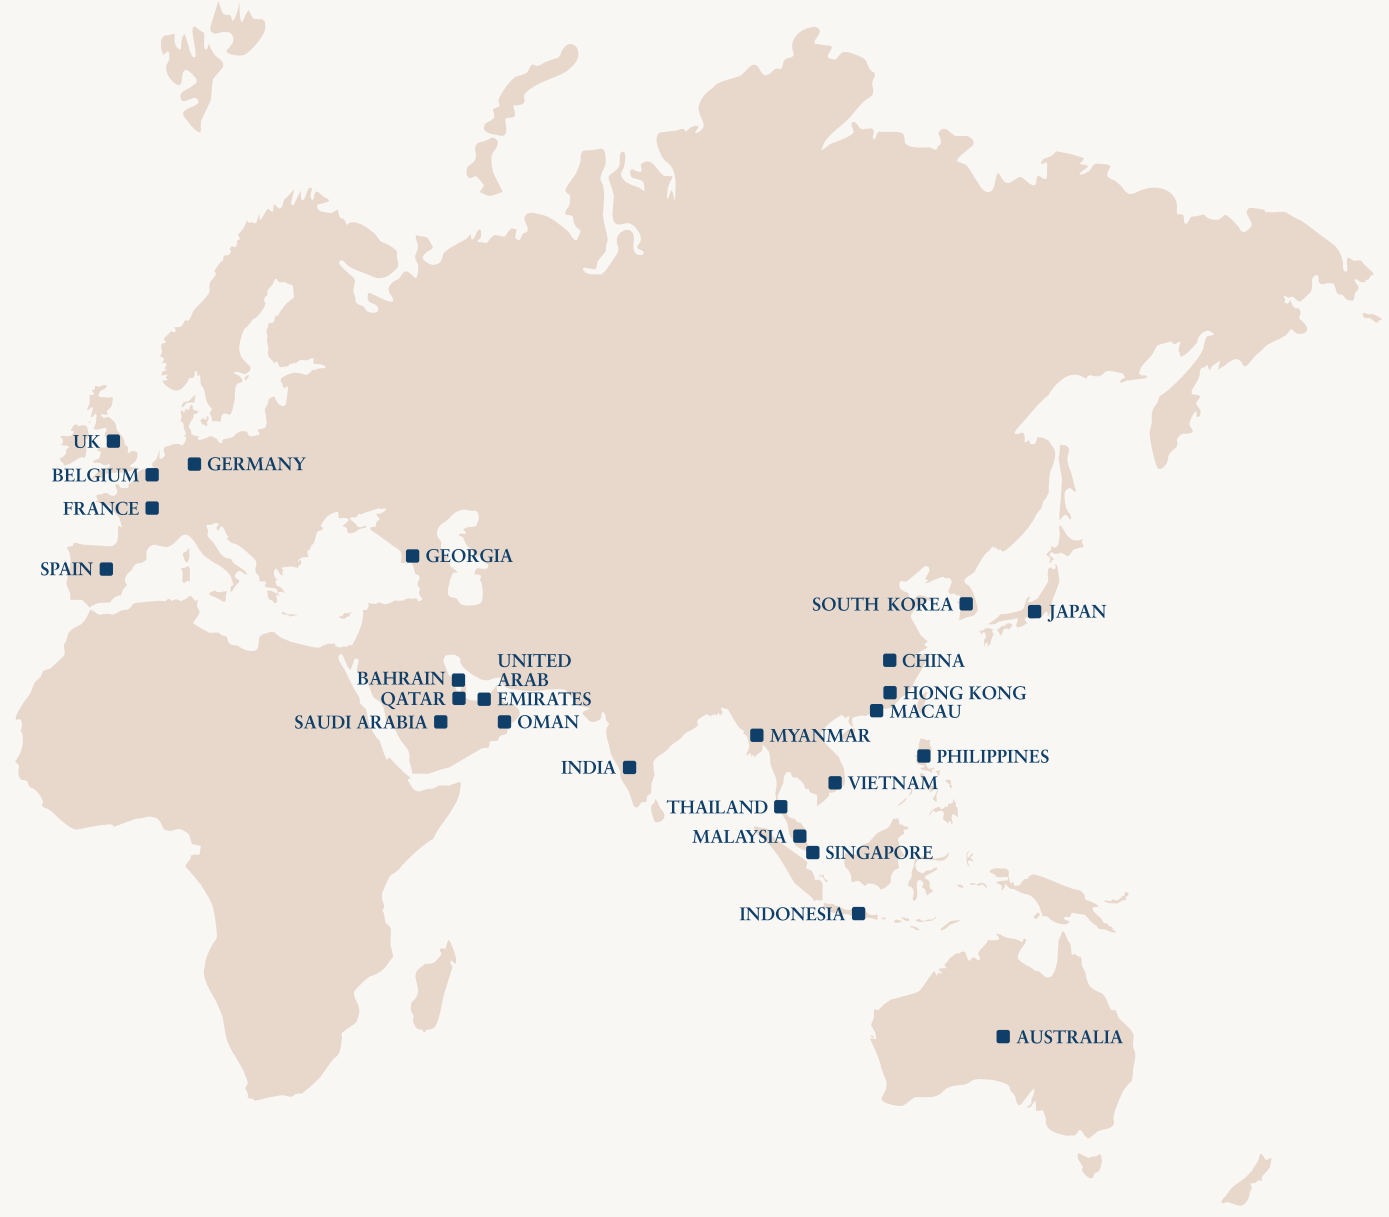 UK
GERMANY
BELGIUM
FRANCE
GEORGIA
SPAIN
SOUTH KOREA
JAPAN
UNITED
ARAB
EMIRATES
BAHRAIN
QATAR
SAUDI ARABIA
OMAN
CHINA
HONG KONG
MACAU
MYANMAR
PHILIPPINES
INDIA
VIETNAM
THAILAND
MALAYSIA
SINGAPORE
INDONESIA
AUSTRALIA